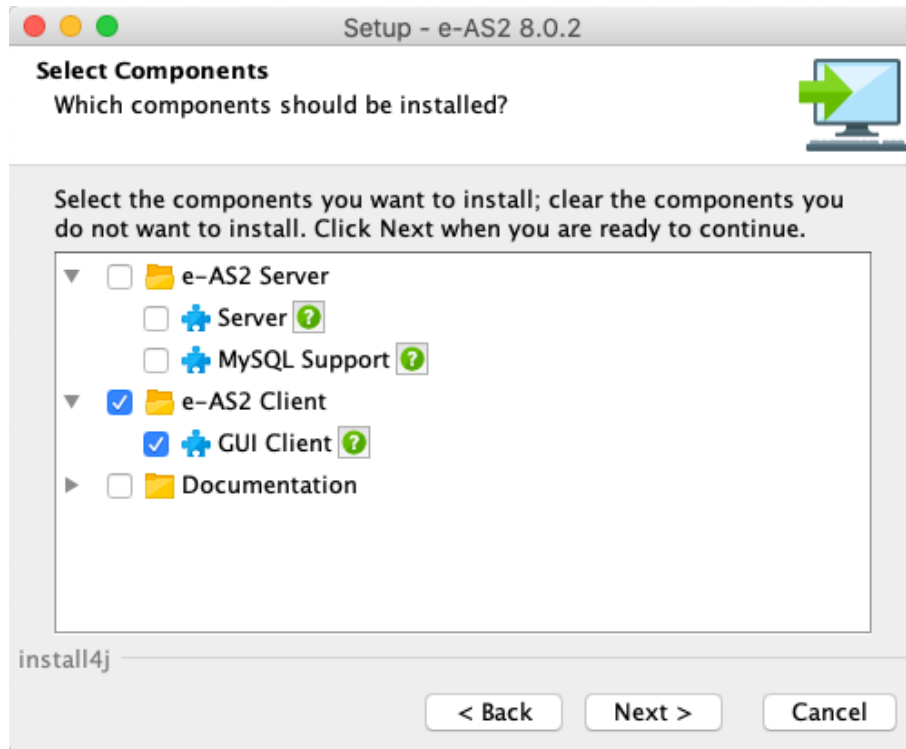 Setup - e-AS2 8.0.2
Select Components
Which components should be installed?
Select the components you want to install; clear the components you
do not want to install. Click Next when you are ready to continue.
e-AS2 Server
Server ?
MySQL Support ?
e-AS2 Client
GUI Client ?
Documentation
install4j
< Back Next > Cancel